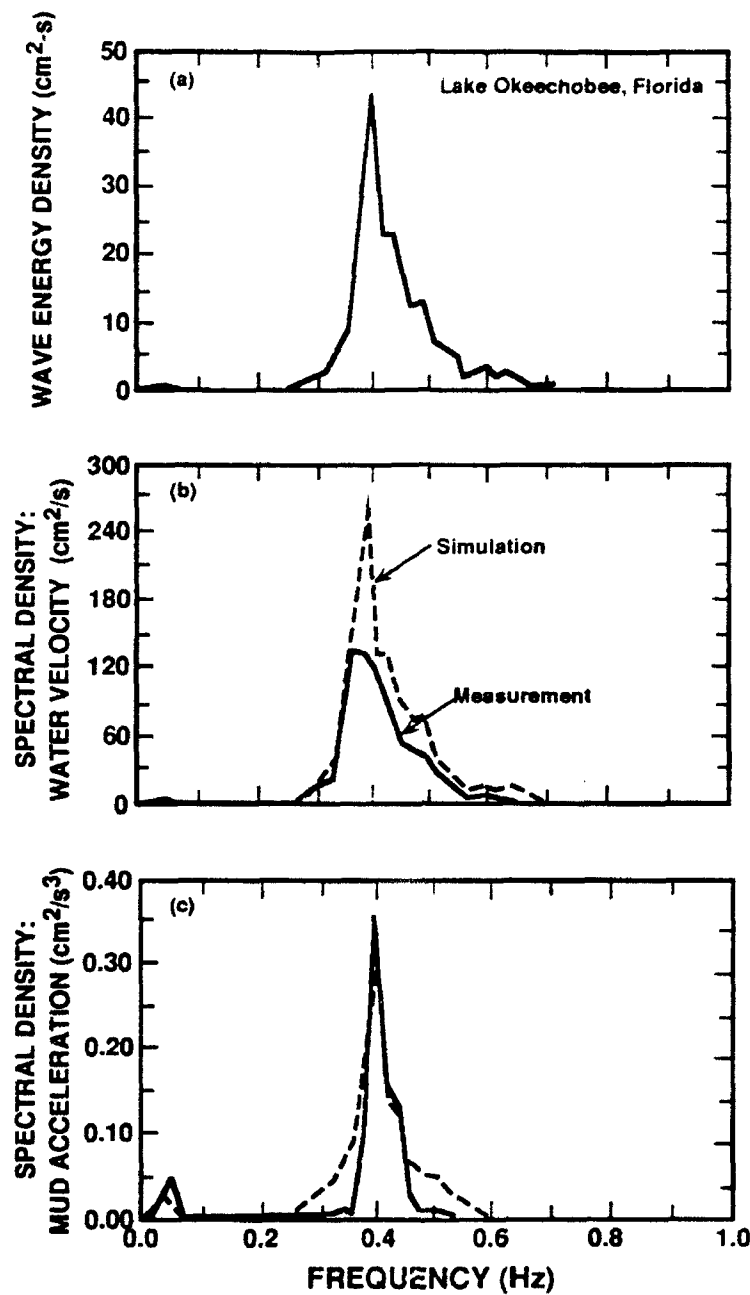 WAVE ENERGY DENSITY (cm²-s)
(a)
Lake Okeechobee, Florida
50
40
30
20
10
0
SPECTRAL DENSITY:
WATER VELOCITY (cm²/s)
(b)
300
240
180
120
60
0
Simulation
Measurement
SPECTRAL DENSITY:
MUD ACCELERATION (cm²/s³)
(c)
0.40
0.30
0.20
0.10
0.00
0.0 0.2 0.4 0.6 0.8 1.0
FREQUENCY (Hz)